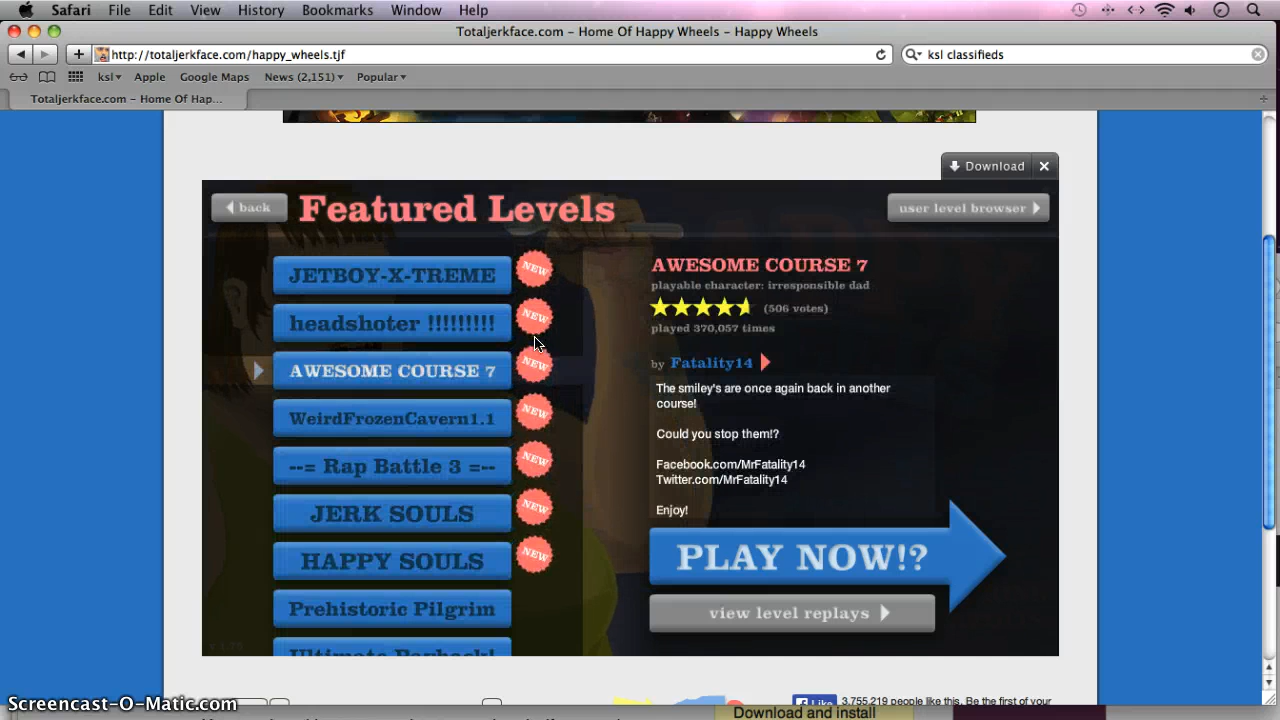 Safari File Edit View History Bookmarks Window Help
Totaljerkface.com – Home Of Happy Wheels – Happy Wheels
http://totaljerkface.com/happy_wheels.tjf
ksl classifieds
ksl Apple Google Maps News (2,151) Popular
Totaljerkface.com – Home Of Hap...
Download
back
Featured Levels
user level browser
JETBOY-X-TREME NEW
headshoter !!!!!!!!! NEW
AWESOME COURSE 7 NEW
WeirdFrozenCavern1.1 NEW
--= Rap Battle 3 =-- NEW
JERK SOULS NEW
HAPPY SOULS NEW
Prehistoric Pilgrim
Ultimate Payback!
AWESOME COURSE 7
playable character: irresponsible dad
(506 votes)
played 370,057 times
by Fatality14
The smiley's are once again back in another
course!
Could you stop them!?
Facebook.com/MrFatality14
Twitter.com/MrFatality14
Enjoy!
PLAY NOW!?
view level replays
Like 3,755,219 people like this. Be the first of your
Download and install
Screencast-O-Matic.com